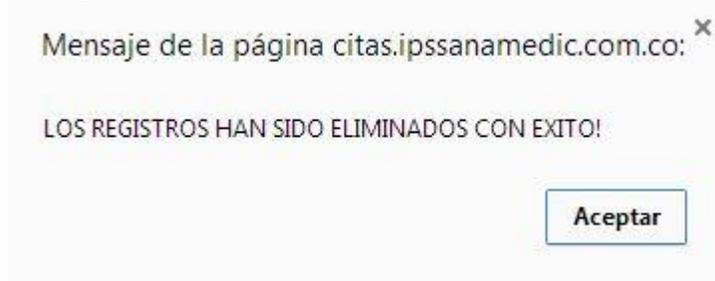 Mensaje de la página citas.ipssanamedic.com.co:
LOS REGISTROS HAN SIDO ELIMINADOS CON EXITO!
Aceptar